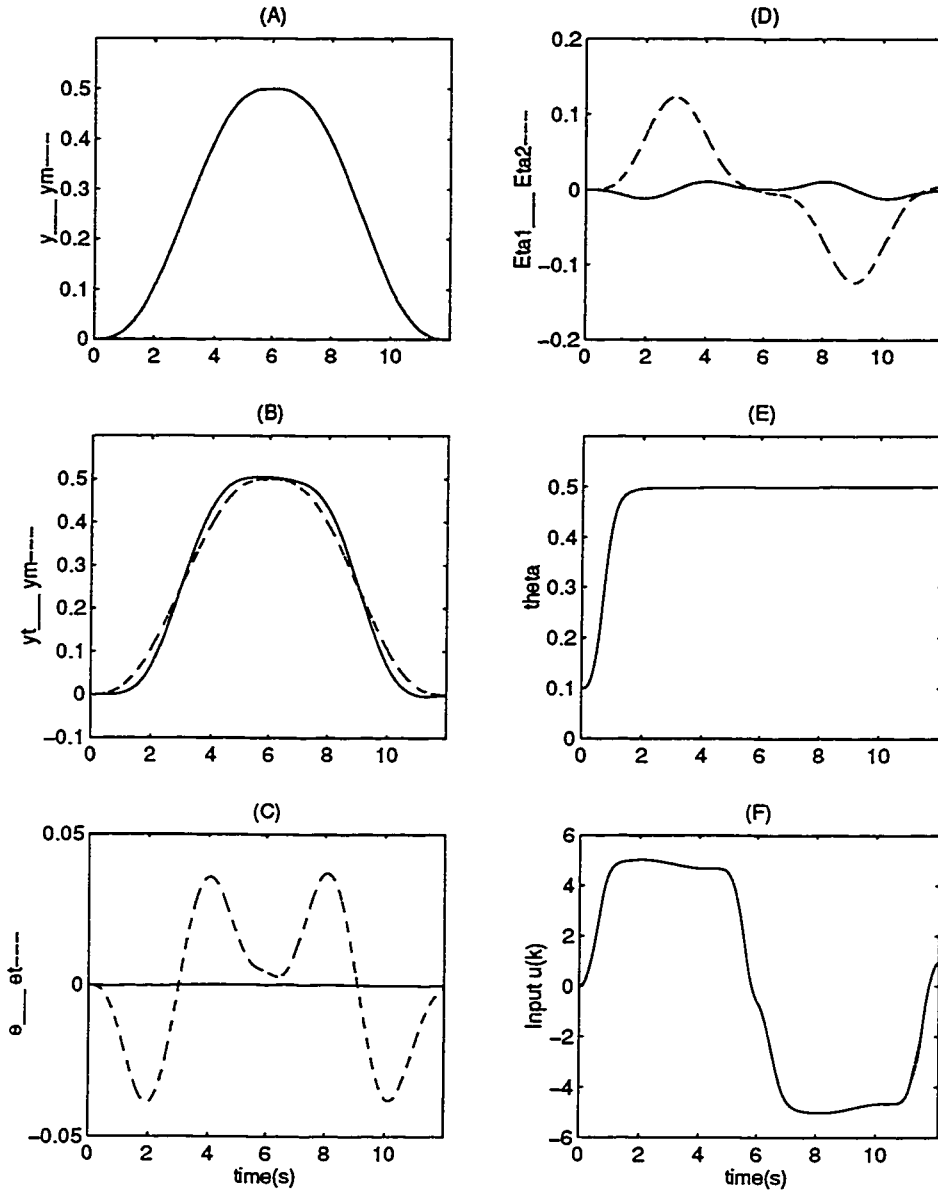 (A)
y___ ym----
0.5
0.4
0.3
0.2
0.1
0
0 2 4 6 8 10
(B)
yt___ ym----
0.5
0.4
0.3
0.2
0.1
0
−0.1
0 2 4 6 8 10
(C)
e___ et----
0.05
0
−0.05
0 2 4 6 8 10
time(s)
(D)
Eta1___ Eta2----
0.2
0.1
0
−0.1
−0.2
0 2 4 6 8 10
(E)
theta
0.5
0.4
0.3
0.2
0.1
0
0 2 4 6 8 10
(F)
Input u(k)
6
4
2
0
−2
−4
−6
0 2 4 6 8 10
time(s)